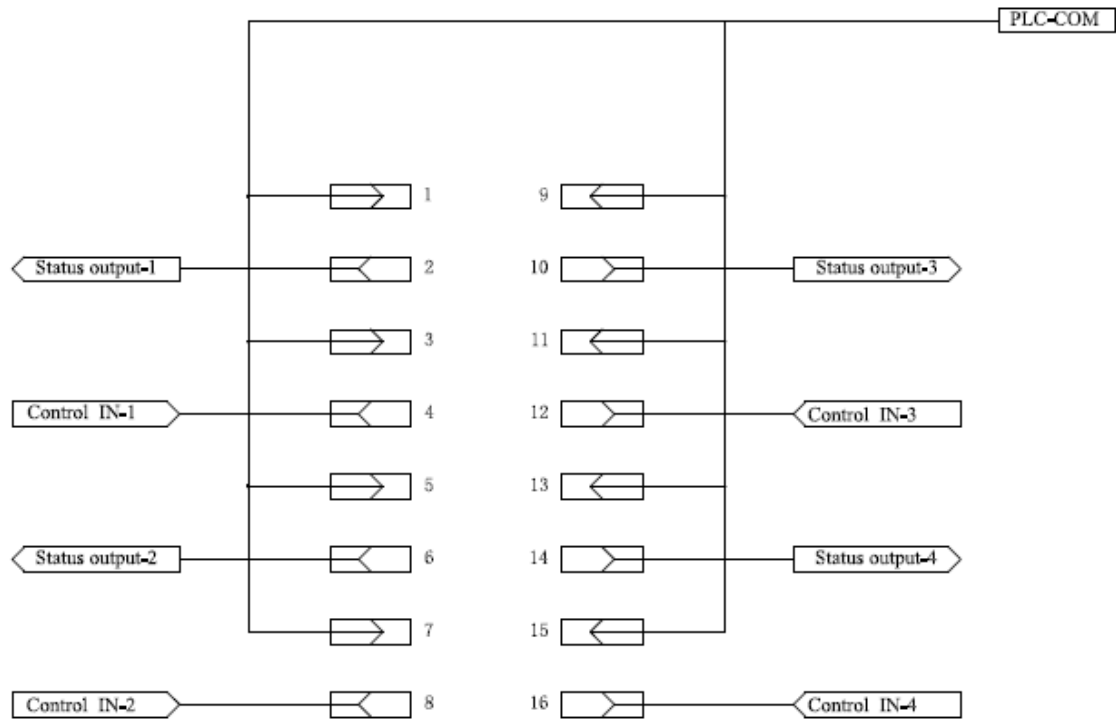 PLC-COM
1 9
Status output-1 2 10 Status output-3
3 11
Control IN-1 4 12 Control IN-3
5 13
Status output-2 6 14 Status output-4
7 15
Control IN-2 8 16 Control IN-4